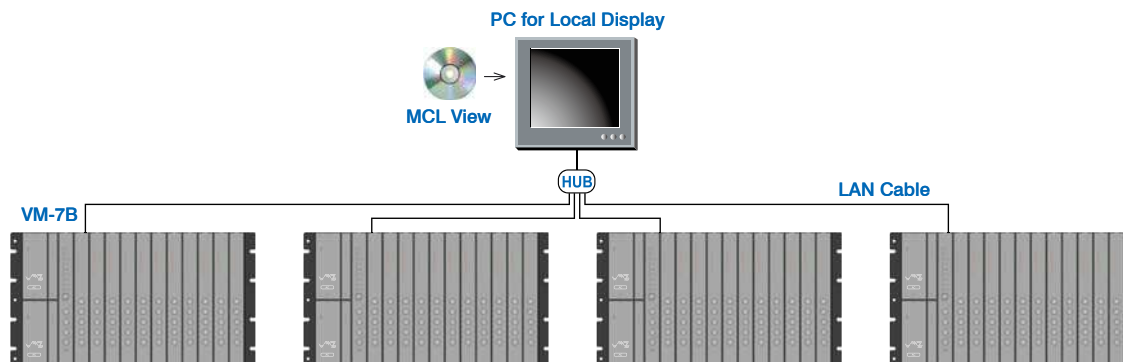 PC for Local Display
MCL View
HUB
LAN Cable
VM-7B